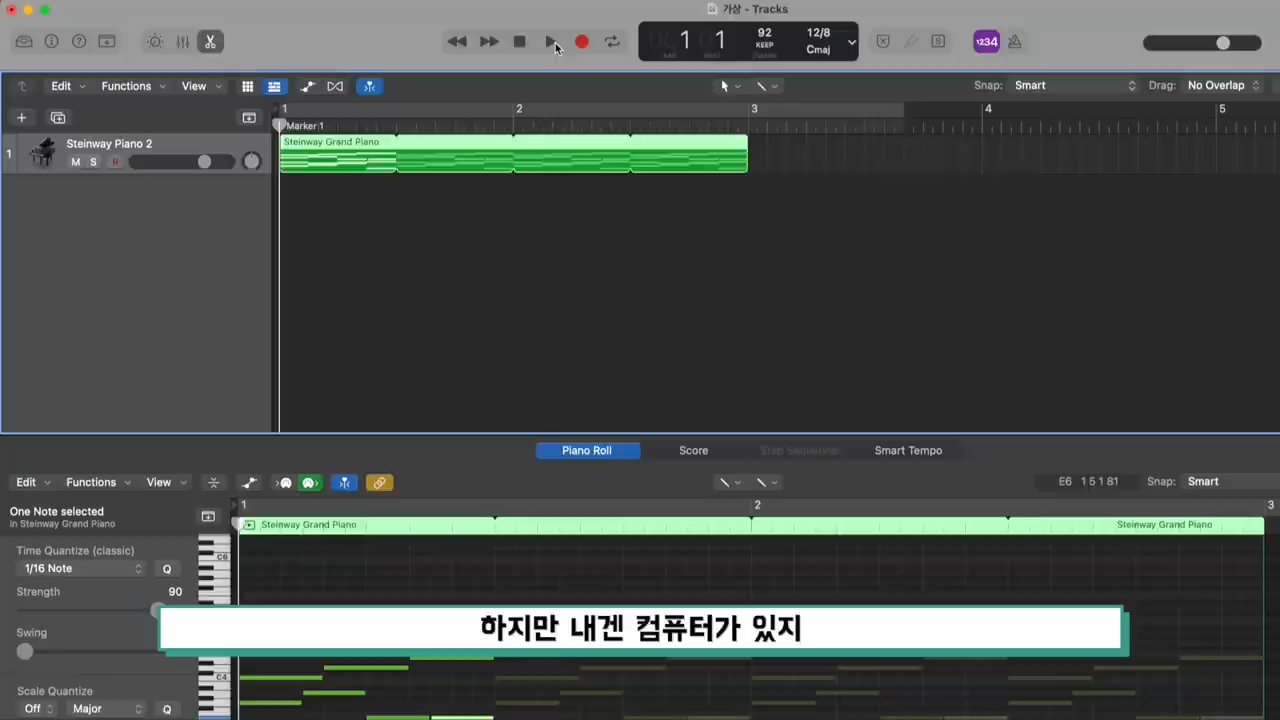 가상 - Tracks
1 1
92
KEEP
12/8
Cmaj
1234
Edit Functions View
Snap: Smart
Drag: No Overlap
1 2 3 4 5
Marker 1
1
Steinway Piano 2
M S R
Steinway Grand Piano
Piano Roll Score Step Sequencer Smart Tempo
Edit Functions View
E6 1 5 1 81
Snap: Smart
One Note selected
in Steinway Grand Piano
1 2 3
Steinway Grand Piano Steinway Grand Piano
Time Quantize (classic)
1/16 Note Q
Strength 90
C6
하지만 내겐 컴퓨터가 있지
Swing
C4
Scale Quantize
Off Major Q